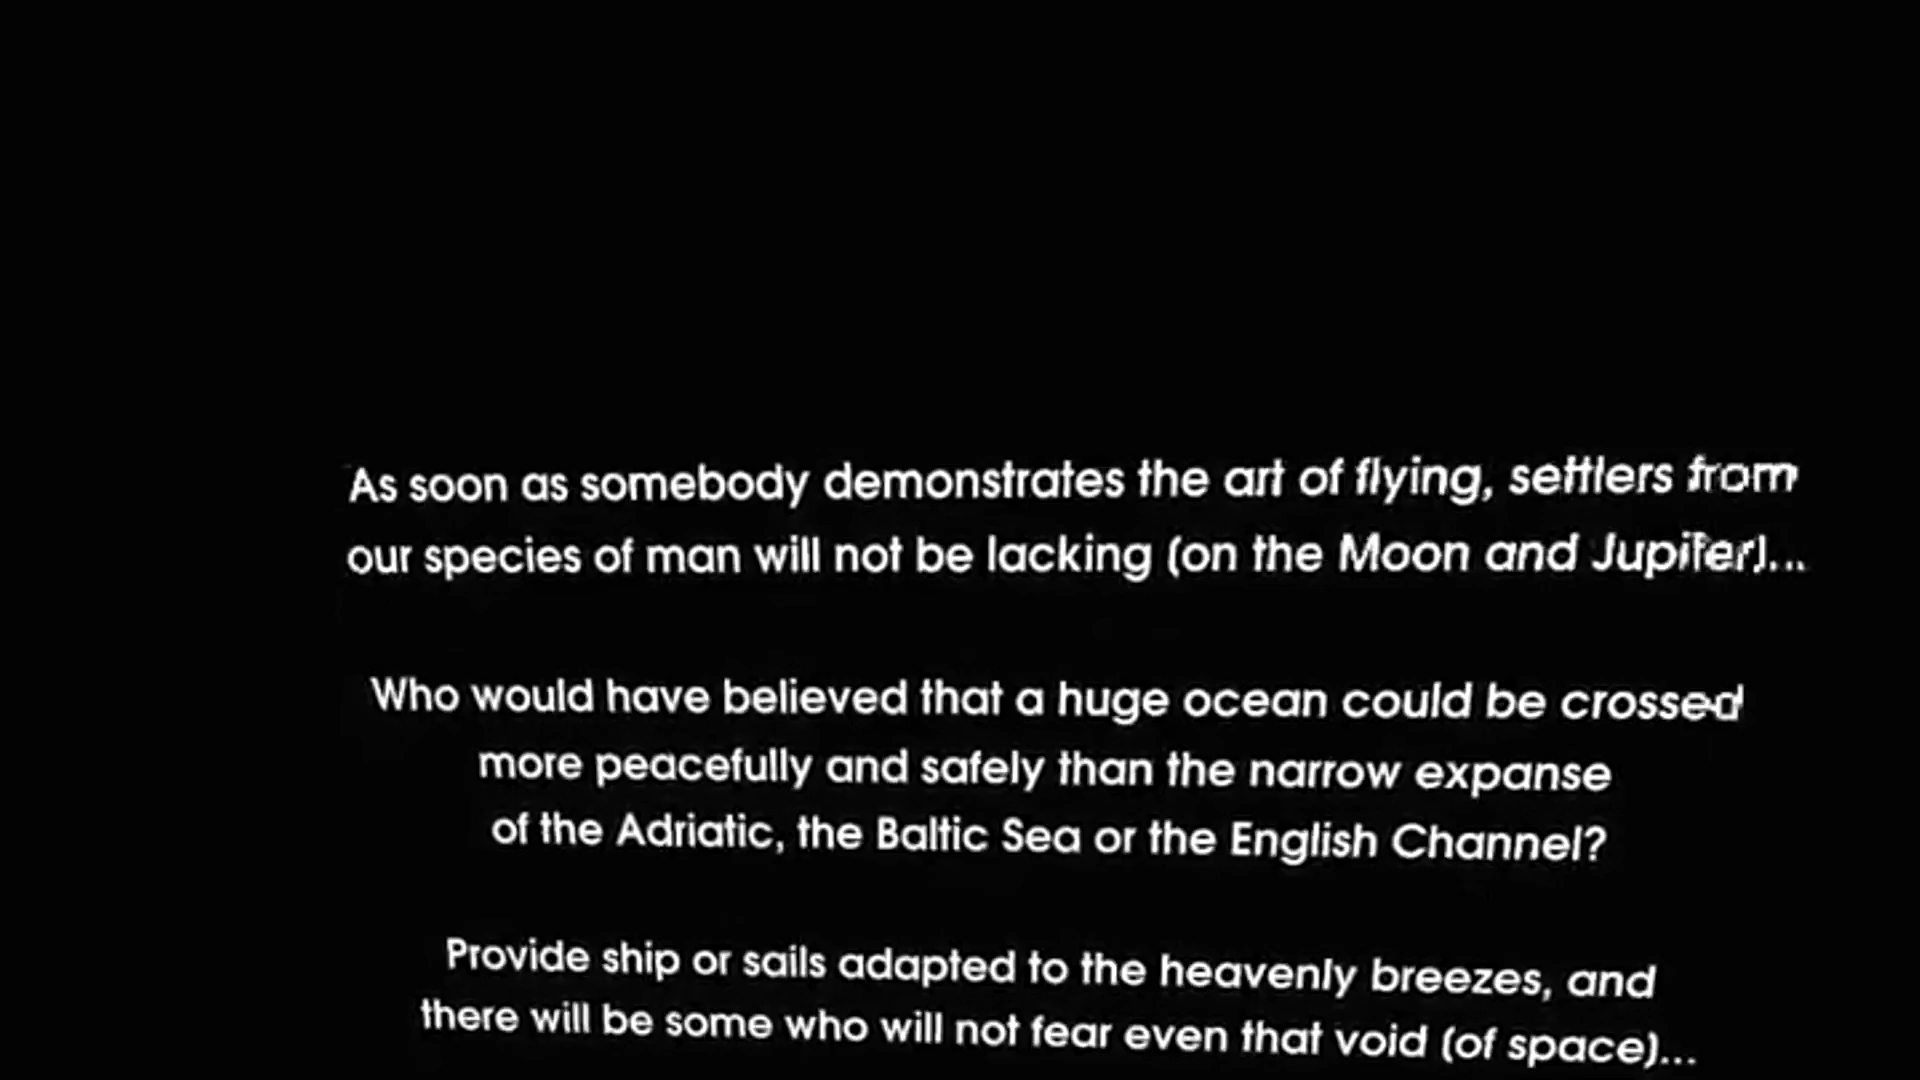 As soon as somebody demonstrates the art of flying, settlers from
our species of man will not be lacking (on the Moon and Jupiter)...
Who would have believed that a huge ocean could be crossed
more peacefully and safely than the narrow expanse
of the Adriatic, the Baltic Sea or the English Channel?
Provide ship or sails adapted to the heavenly breezes, and
there will be some who will not fear even that void (of space)...